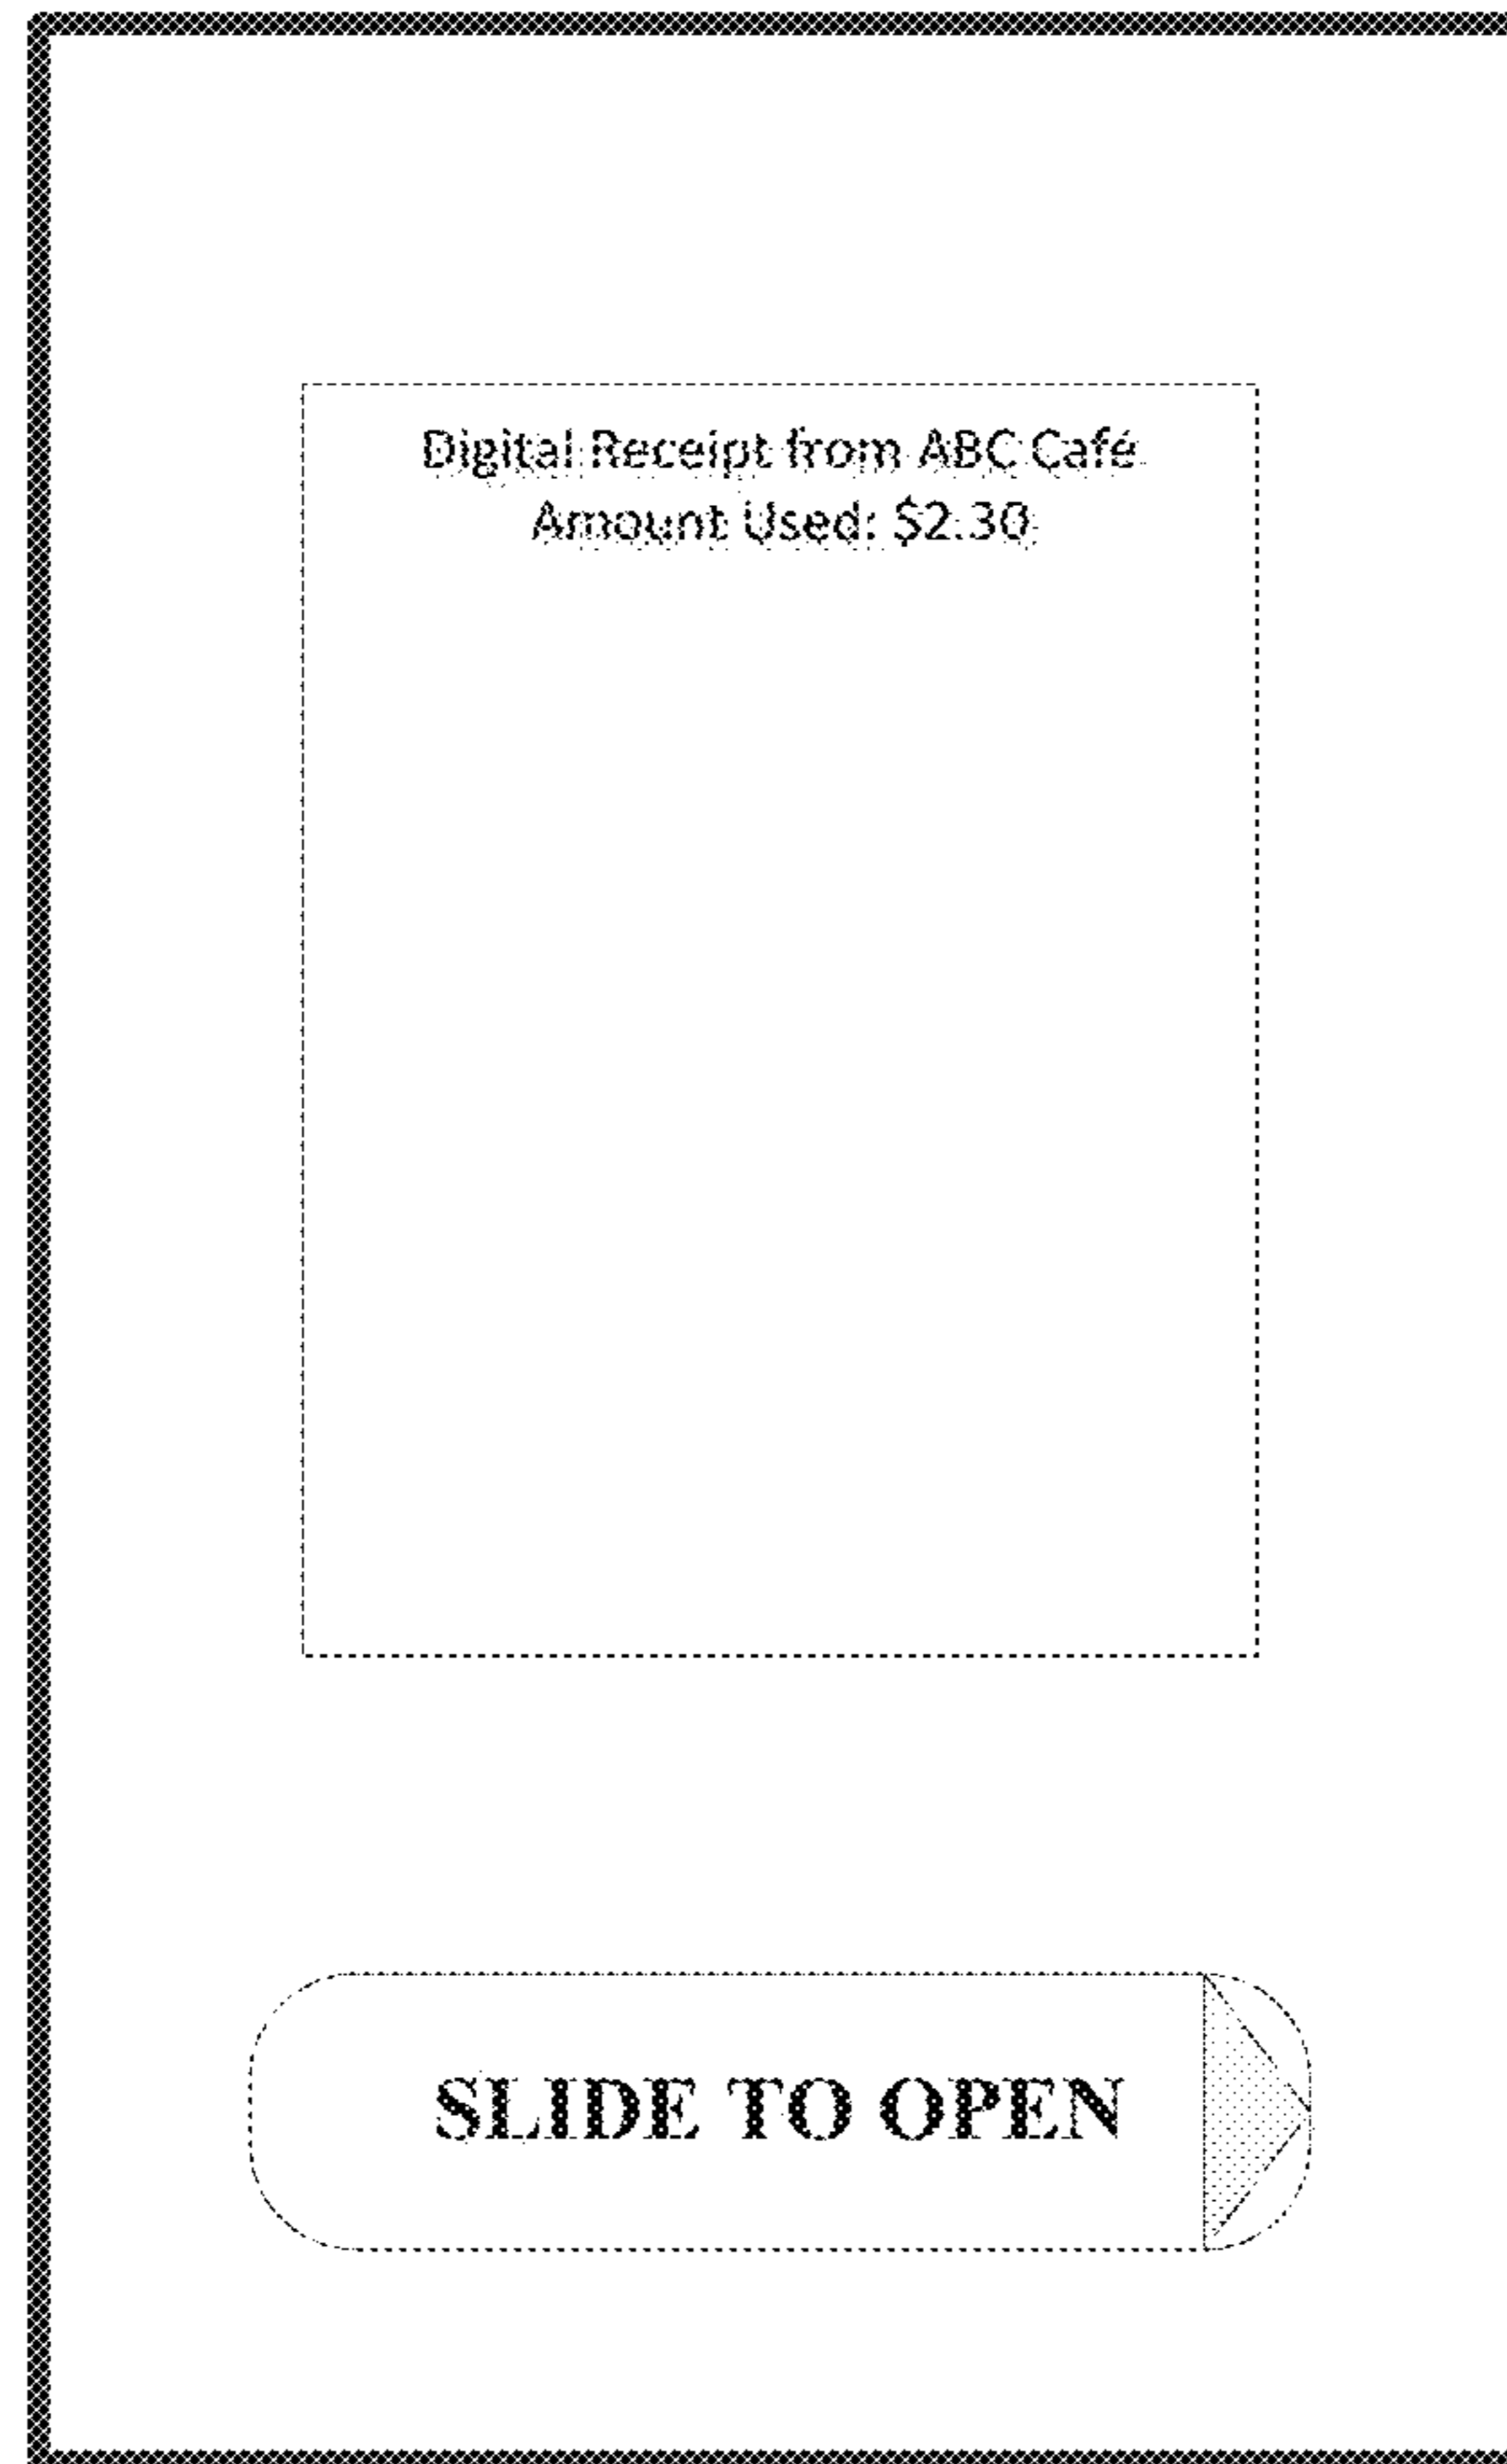 Digital Receipt from ABC Café
Amount Used: $2.30
SLIDE TO OPEN